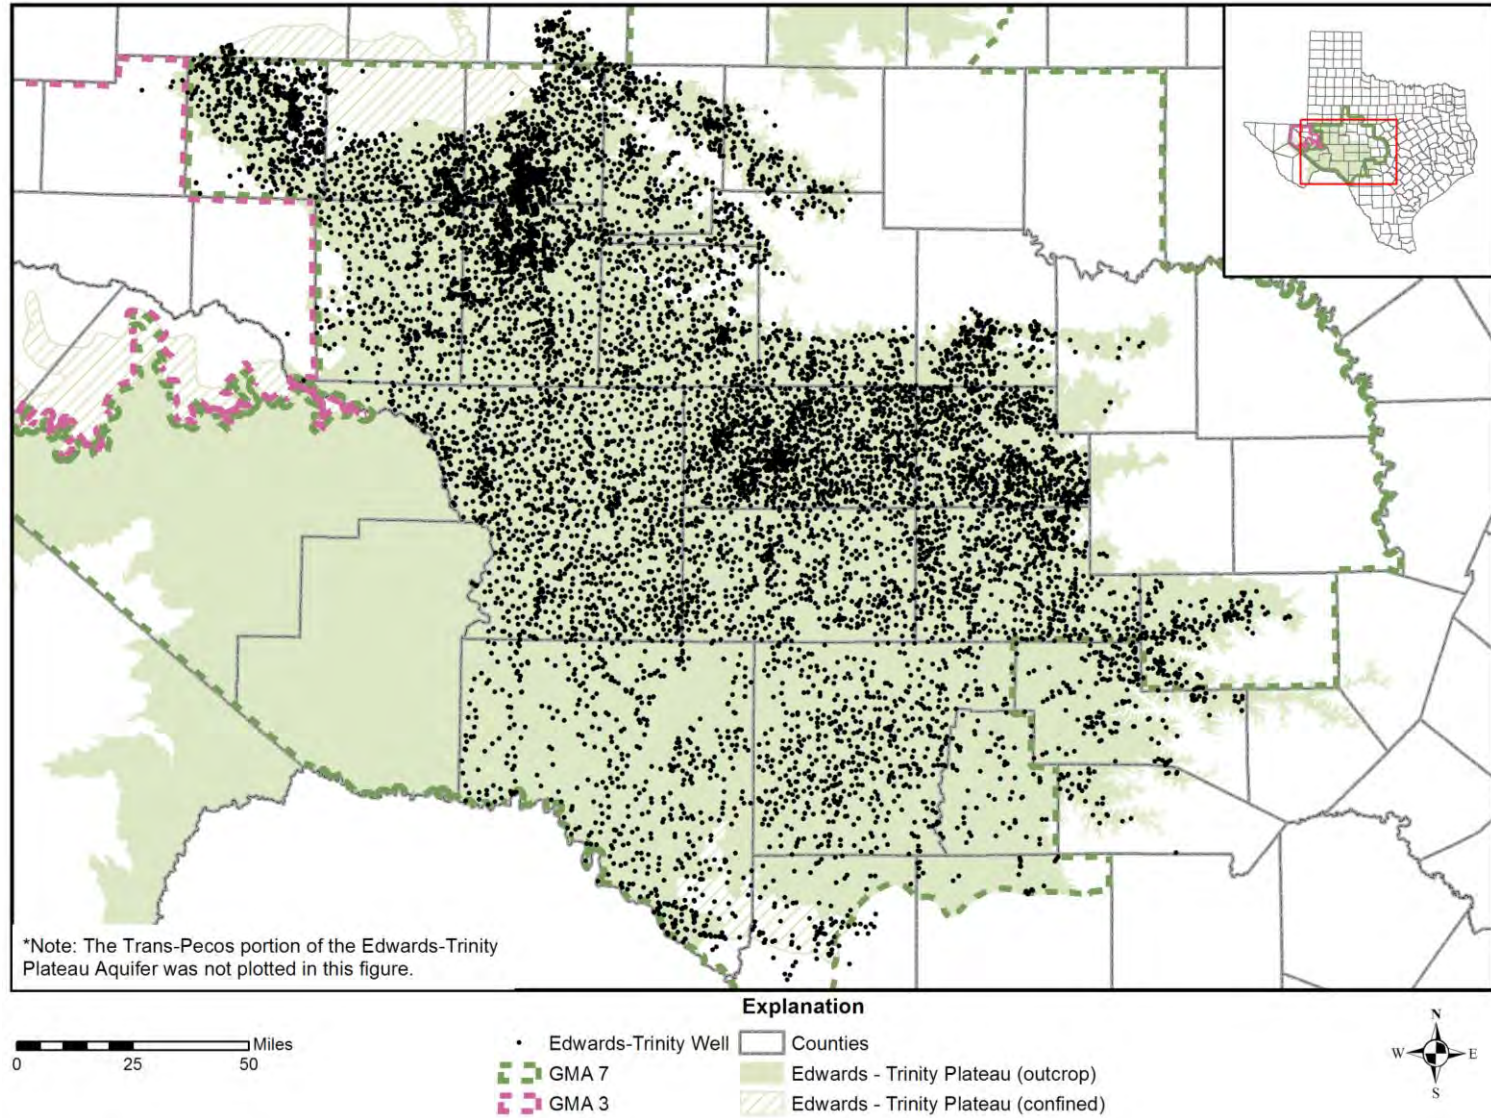 *Note: The Trans-Pecos portion of the Edwards-Trinity
Plateau Aquifer was not plotted in this figure.
Explanation
Miles
0 25 50
Edwards-Trinity Well
Counties
GMA 7
Edwards - Trinity Plateau (outcrop)
GMA 3
Edwards - Trinity Plateau (confined)
N
W E
S